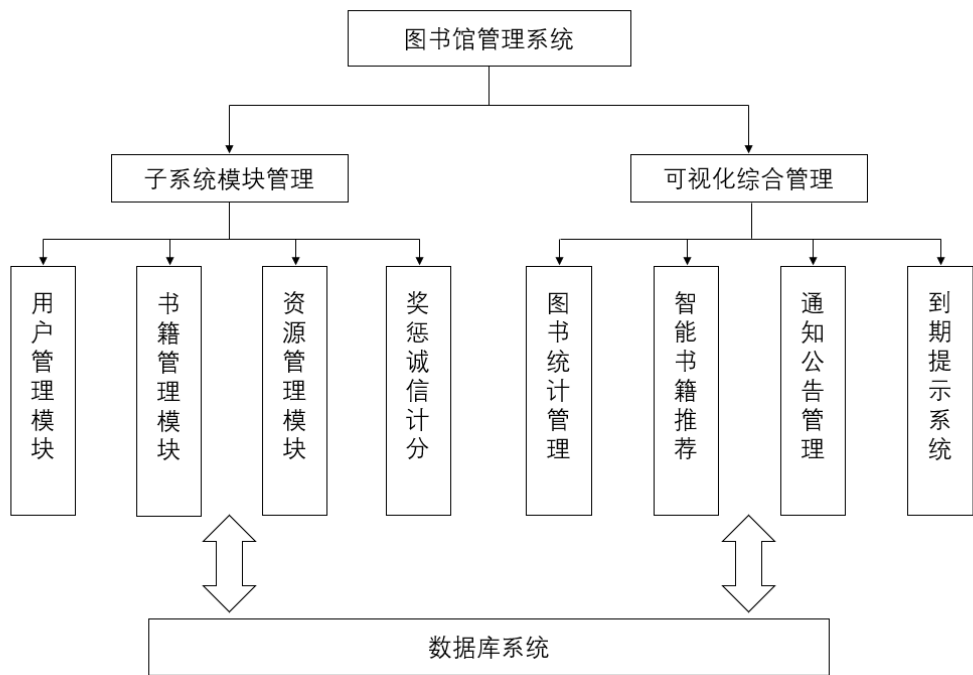 图书馆管理系统
子系统模块管理
可视化综合管理
用户管理模块
书籍管理模块
资源管理模块
奖惩诚信计分
图书统计管理
智能书籍推荐
通知公告管理
到期提示系统
数据库系统